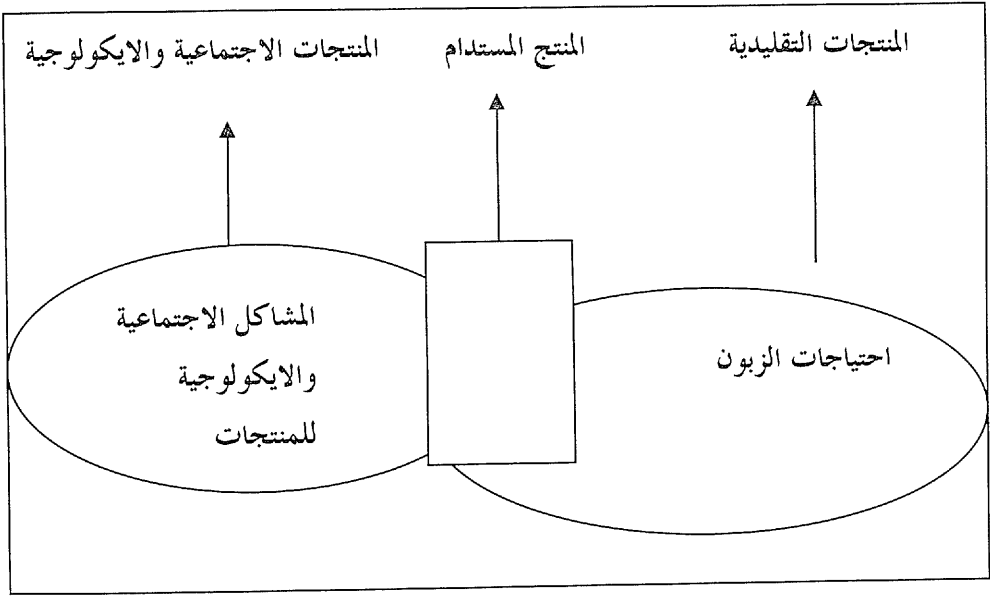 المنتجات التقليدية
المنتج المستدام
المنتجات الاجتماعية والايكولوجية
احتياجات الزبون
المشاكل الاجتماعية
والايكولوجية
للمنتجات